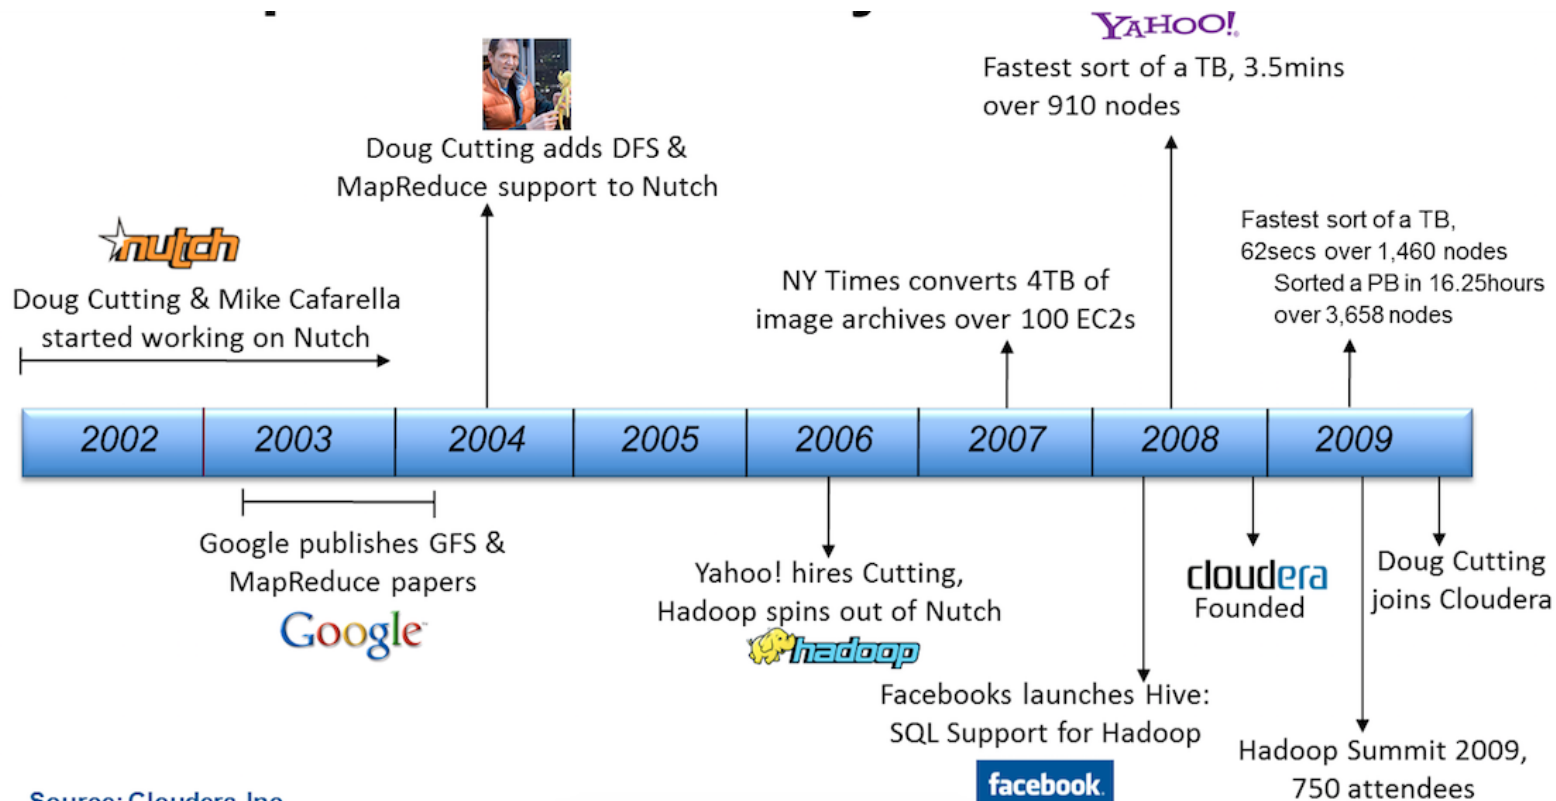 YAHOO!
Fastest sort of a TB, 3.5mins
over 910 nodes
Doug Cutting adds DFS &
MapReduce support to Nutch
Fastest sort of a TB,
62secs over 1,460 nodes
Sorted a PB in 16.25hours
over 3,658 nodes
nutch
Doug Cutting & Mike Cafarella
started working on Nutch
NY Times converts 4TB of
image archives over 100 EC2s
2002 2003 2004 2005 2006 2007 2008 2009
Google publishes GFS &
MapReduce papers
Google™
Yahoo! hires Cutting,
Hadoop spins out of Nutch
hadoop
cloudera
Founded
Doug Cutting
joins Cloudera
Facebooks launches Hive:
SQL Support for Hadoop
facebook.
Hadoop Summit 2009,
750 attendees
Source: Cloudera, Inc